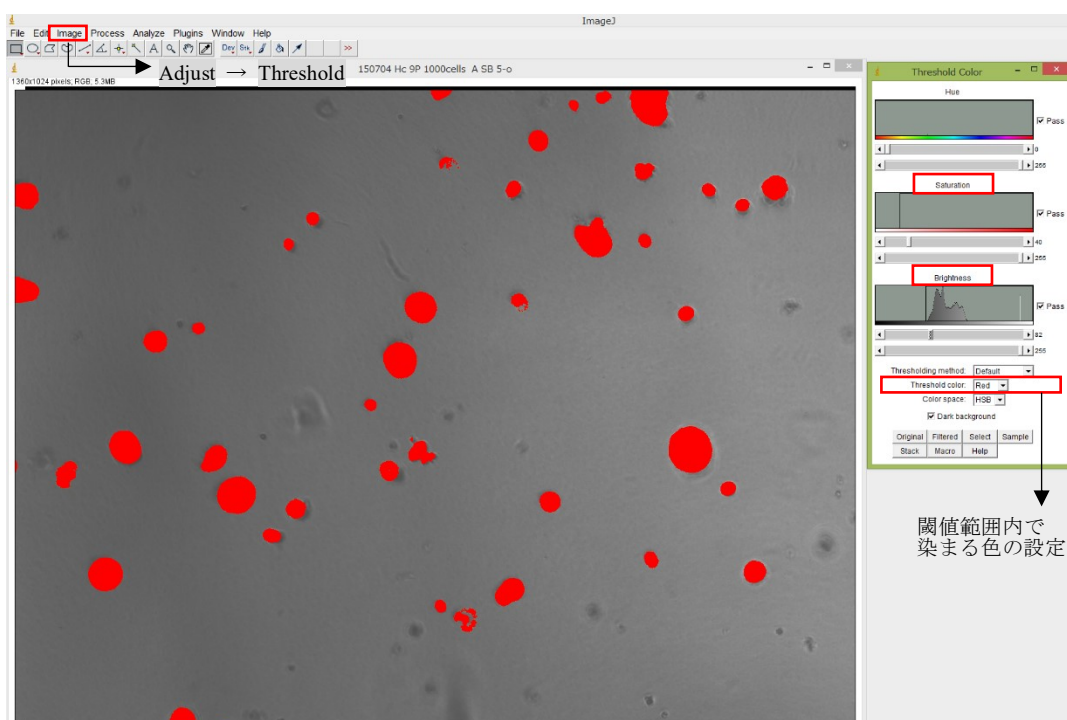 ImageJ
File Edit Image Process Analyze Plugins Window Help
Dev Stk >>
Adjust → Threshold
150704 Hc 9P 1000cells A SB 5-o
1360x1024 pixels; RGB; 5.3MB
Threshold Color
Hue
Pass
0
255
Saturation
Pass
40
255
Brightness
Pass
82
255
Thresholding method: Default
Threshold color: Red
Color space: HSB
Dark background
Original Filtered Select Sample
Stack Macro Help
閾値範囲内で
染まる色の設定